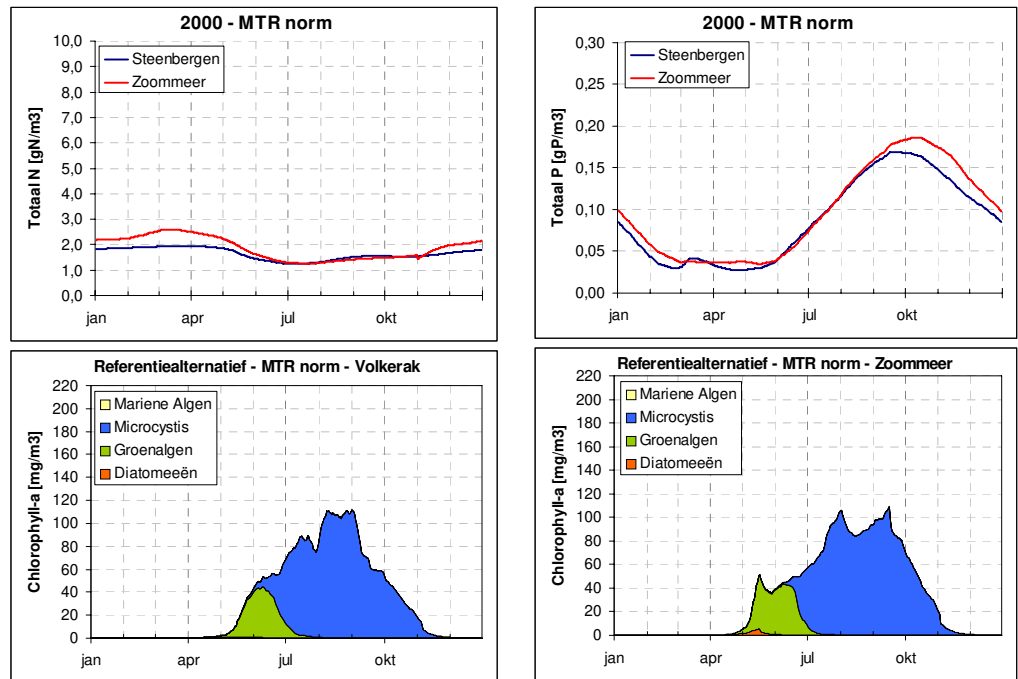 2000 - MTR norm
Totaal N [gN/m3]
10,0
9,0
8,0
7,0
6,0
5,0
4,0
3,0
2,0
1,0
0,0
Steenbergen
Zoommeer
jan apr jul okt
2000 - MTR norm
Totaal P [gP/m3]
0,30
0,25
0,20
0,15
0,10
0,05
0,00
Steenbergen
Zoommeer
jan apr jul okt
Referentiealternatief - MTR norm - Volkerak
Chlorophyll-a [mg/m3]
220
200
180
160
140
120
100
80
60
40
20
0
Mariene Algen
Microcystis
Groenalgen
Diatomeeën
jan apr jul okt
Referentiealternatief - MTR norm - Zoommeer
Chlorophyll-a [mg/m3]
220
200
180
160
140
120
100
80
60
40
20
0
Mariene Algen
Microcystis
Groenalgen
Diatomeeën
jan apr jul okt